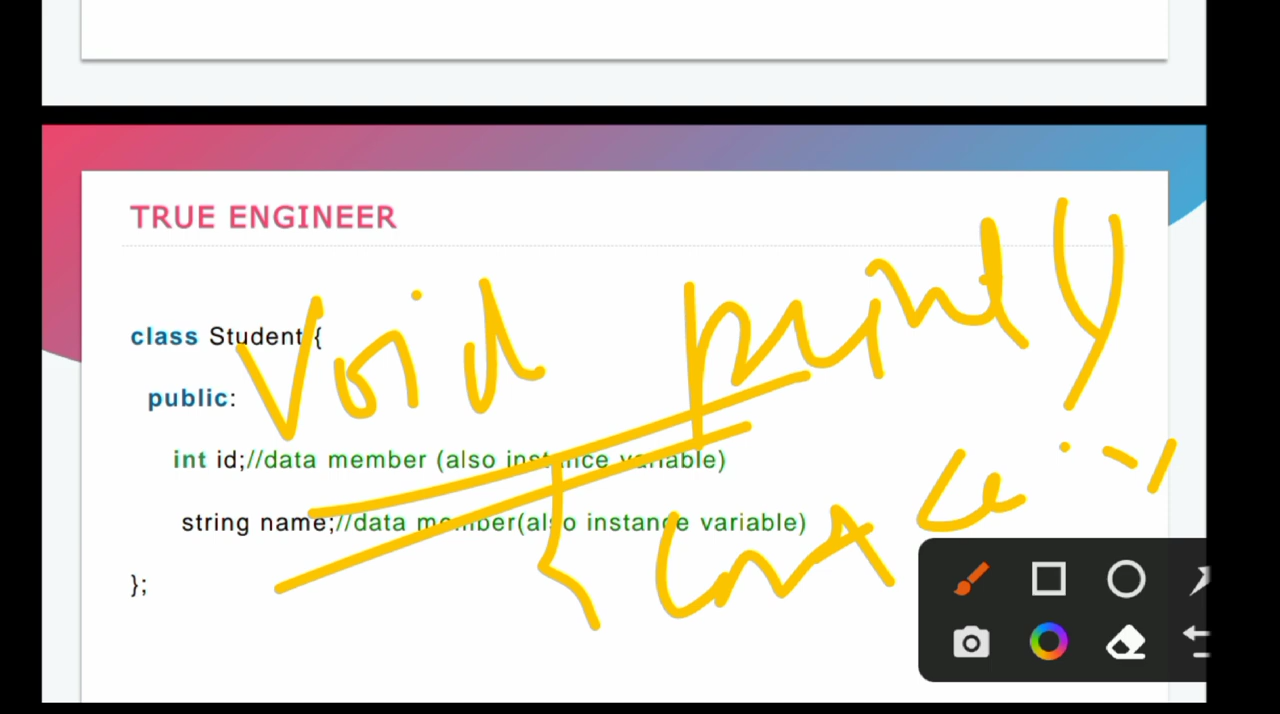 TRUE ENGINEER
class Student {
public:
int id;//data member (also instance variable)
string name;//data member(also instance variable)
};
Void print()
{ cout <<